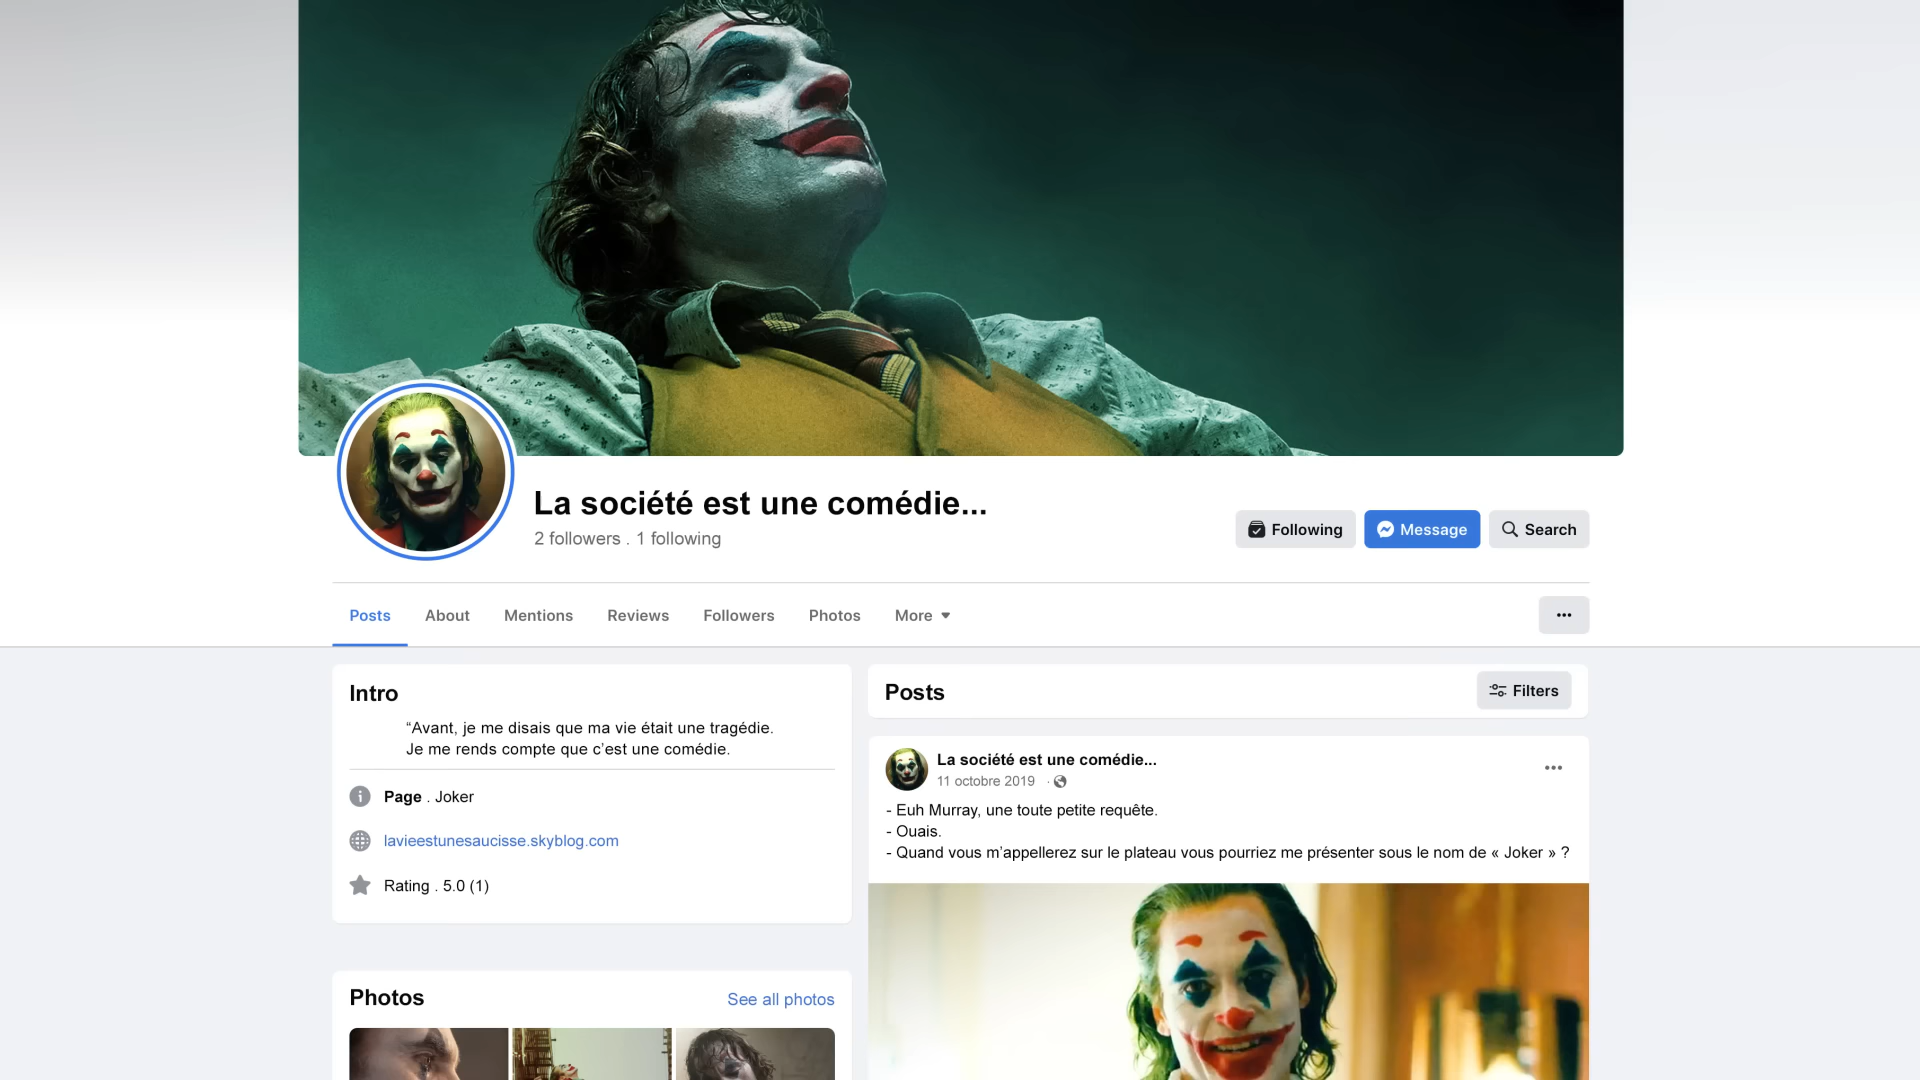 La société est une comédie...
2 followers . 1 following
Following
Message
Search
Posts
About
Mentions
Reviews
Followers
Photos
More
Intro
“Avant, je me disais que ma vie était une tragédie.
Je me rends compte que c’est une comédie.
Page . Joker
lavieestunesaucisse.skyblog.com
Rating . 5.0 (1)
Photos
See all photos
Posts
Filters
La société est une comédie...
11 octobre 2019 ·
- Euh Murray, une toute petite requête.
- Ouais.
- Quand vous m’appellerez sur le plateau vous pourriez me présenter sous le nom de « Joker » ?